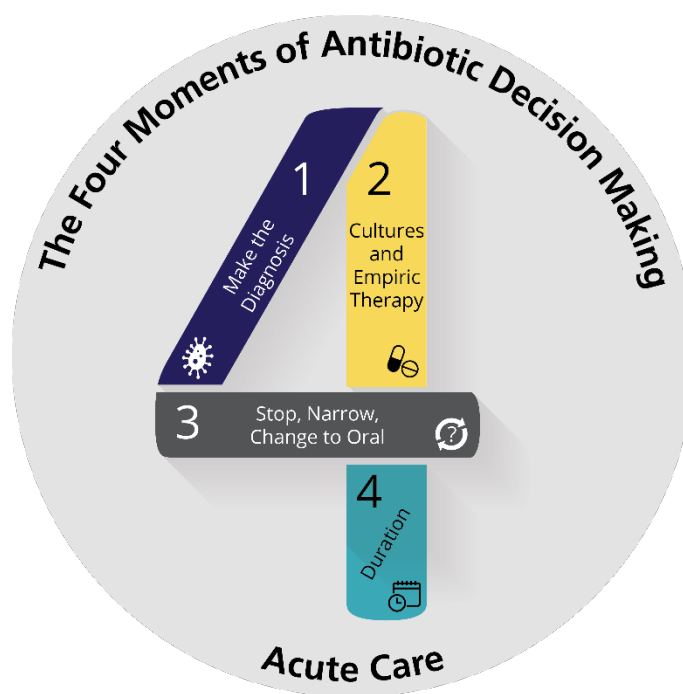 The Four Moments of Antibiotic Decision Making
1
Make the
Diagnosis
2
Cultures
and
Empiric
Therapy
3
Stop, Narrow,
Change to Oral
?
4
Duration
Acute Care